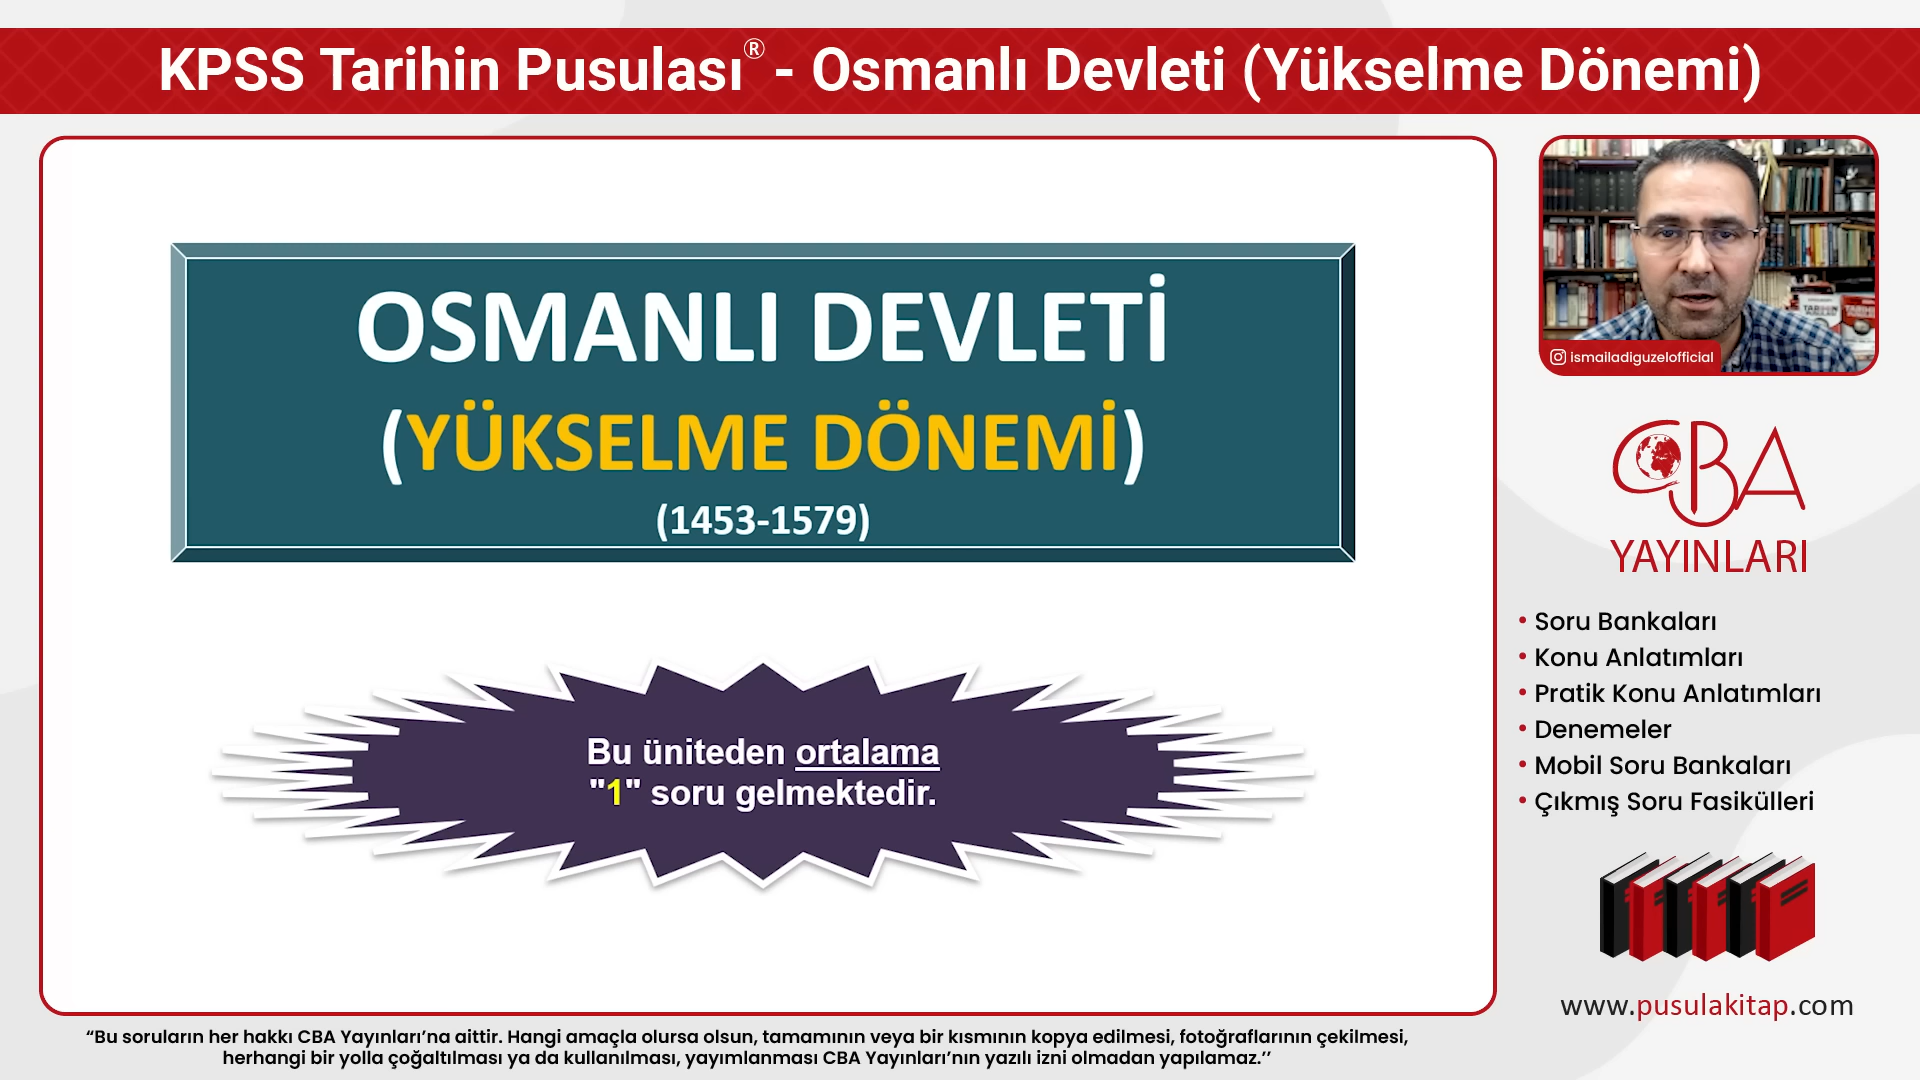 KPSS Tarihin Pusulası® - Osmanlı Devleti (Yükselme Dönemi)
OSMANLI DEVLETİ
(YÜKSELME DÖNEMİ)
(1453-1579)
Bu üniteden ortalama
"1" soru gelmektedir.
ismailadiguzelofficial
CBA
YAYINLARI
• Soru Bankaları
• Konu Anlatımları
• Pratik Konu Anlatımları
• Denemeler
• Mobil Soru Bankaları
• Çıkmış Soru Fasikülleri
www.pusulakitap.com
“Bu soruların her hakkı CBA Yayınları’na aittir. Hangi amaçla olursa olsun, tamamının veya bir kısmının kopya edilmesi, fotoğraflarının çekilmesi,
herhangi bir yolla çoğaltılması ya da kullanılması, yayımlanması CBA Yayınları’nın yazılı izni olmadan yapılamaz.’’